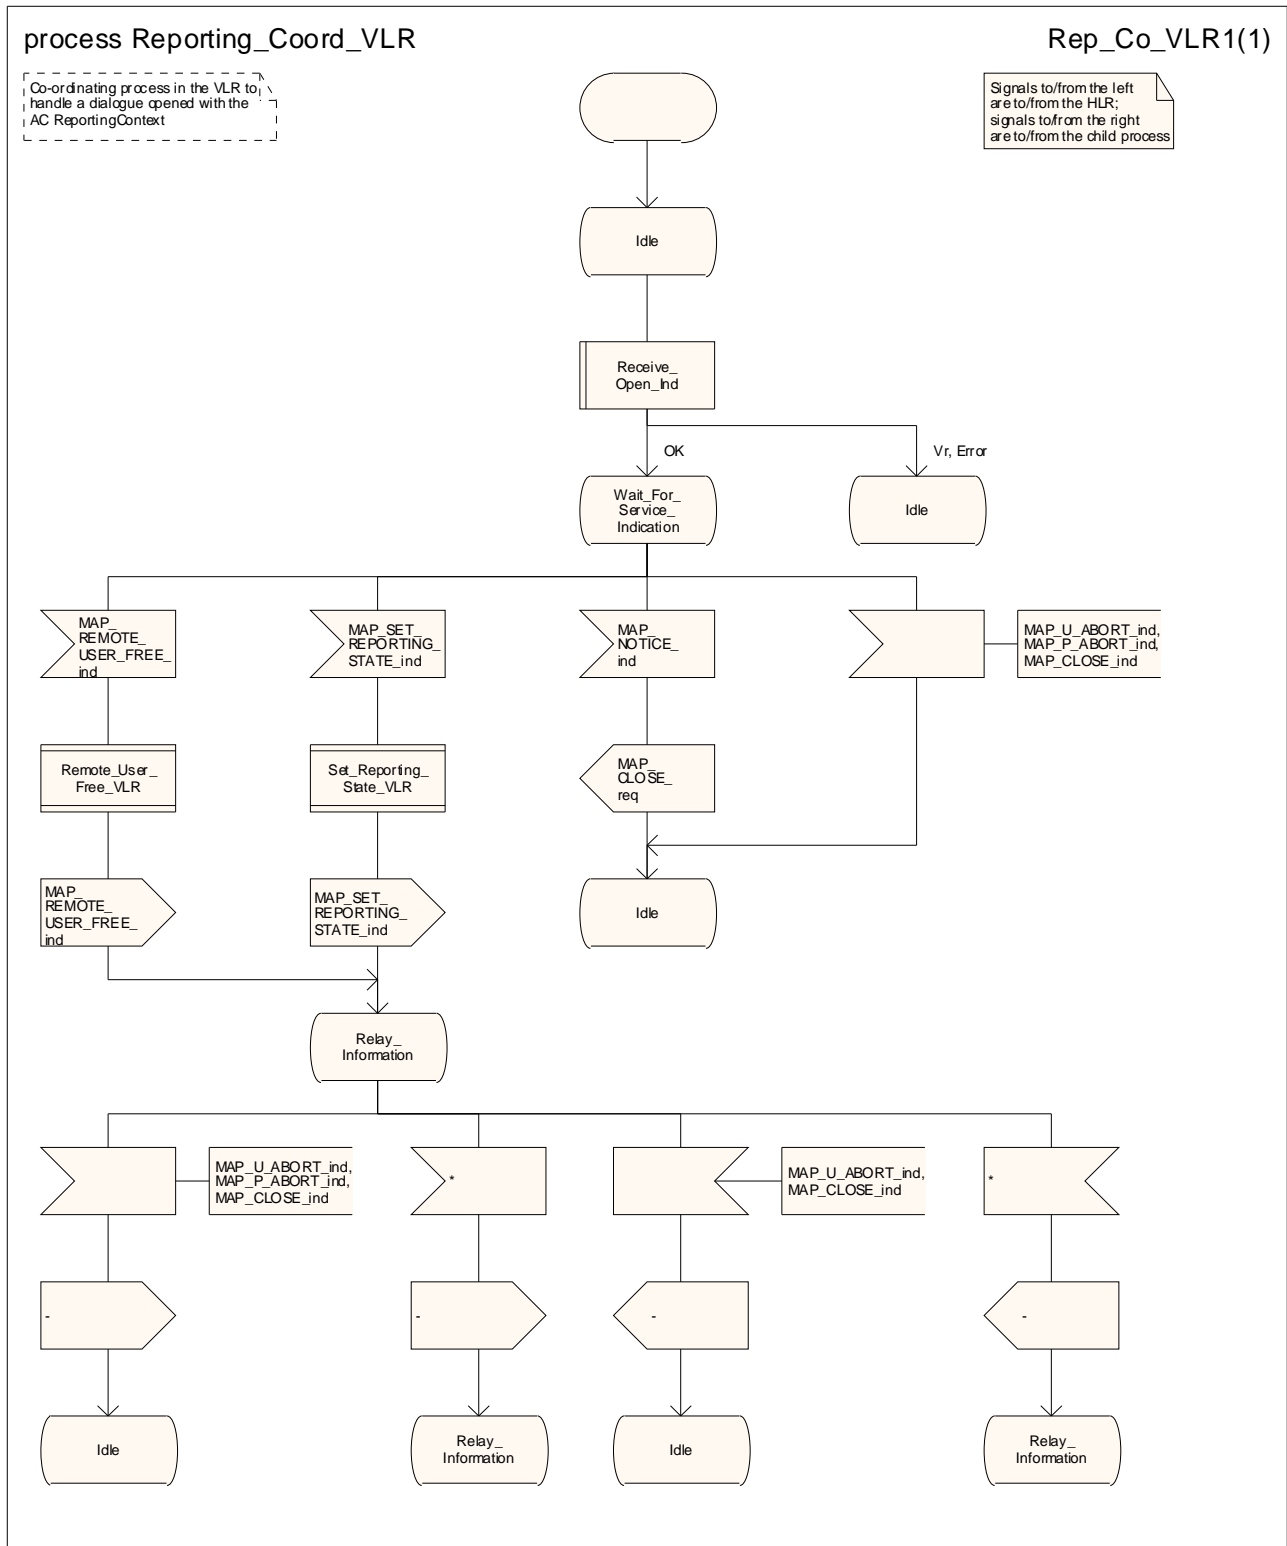 process Reporting_Coord_VLR
Rep_Co_VLR1(1)
Co-ordinating process in the VLR to
handle a dialogue opened with the
AC ReportingContext
Signals to/from the left
are to/from the HLR;
signals to/from the right
are to/from the child process
Idle
Receive_
Open_Ind
OK
Vr, Error
Wait_For_
Service_
Indication
Idle
MAP_
REMOTE_
USER_FREE_
ind
MAP_SET_
REPORTING_
STATE_ind
MAP_
NOTICE_
ind
MAP_U_ABORT_ind,
MAP_P_ABORT_ind,
MAP_CLOSE_ind
Remote_User_
Free_VLR
Set_Reporting_
State_VLR
MAP_
CLOSE_
req
MAP_
REMOTE_
USER_FREE_
ind
MAP_SET_
REPORTING_
STATE_ind
Idle
Relay_
Information
MAP_U_ABORT_ind,
MAP_P_ABORT_ind,
MAP_CLOSE_ind
*
MAP_U_ABORT_ind,
MAP_CLOSE_ind
*
-
-
-
-
Idle
Relay_
Information
Idle
Relay_
Information